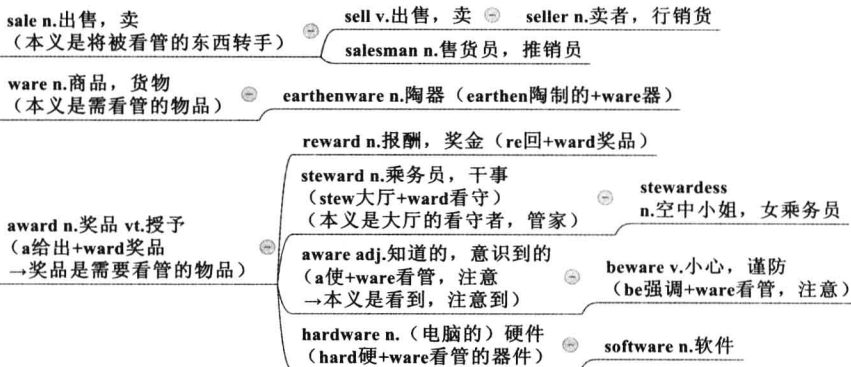 sale n.出售，卖
（本义是将被看管的东西转手）
sell v.出售，卖
seller n.卖者，行销货
salesman n.售货员，推销员
ware n.商品，货物
（本义是需看管的物品）
earthenware n.陶器（earthen陶制的+ware器）
award n.奖品 vt.授予
（a给出+ward奖品
→奖品是需要看管的物品）
reward n.报酬，奖金（re回+ward奖品）
steward n.乘务员，干事
（stew大厅+ward看守）
（本义是大厅的看守者，管家）
stewardess
n.空中小姐，女乘务员
aware adj.知道的，意识到的
（a使+ware看管，注意
→本义是看到，注意到）
beware v.小心，谨防
（be强调+ware看管，注意）
hardware n.（电脑的）硬件
（hard硬+ware看管的器件）
software n.软件